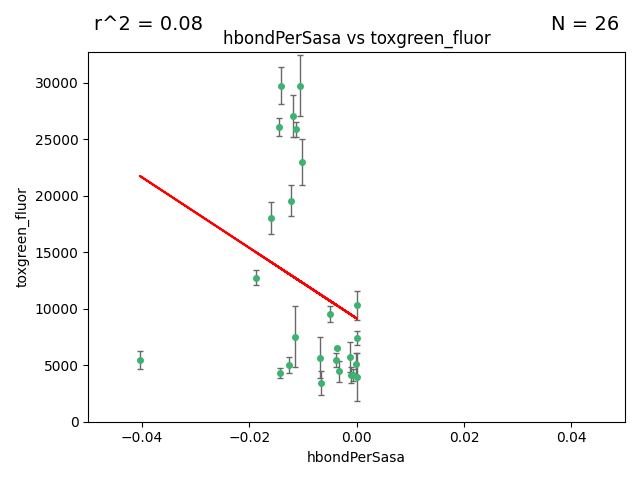 r^2 = 0.08
N = 26
hbondPerSasa vs toxgreen_fluor
30000
25000
20000
15000
10000
5000
0
toxgreen_fluor
−0.04
−0.02
0.00
0.02
0.04
hbondPerSasa